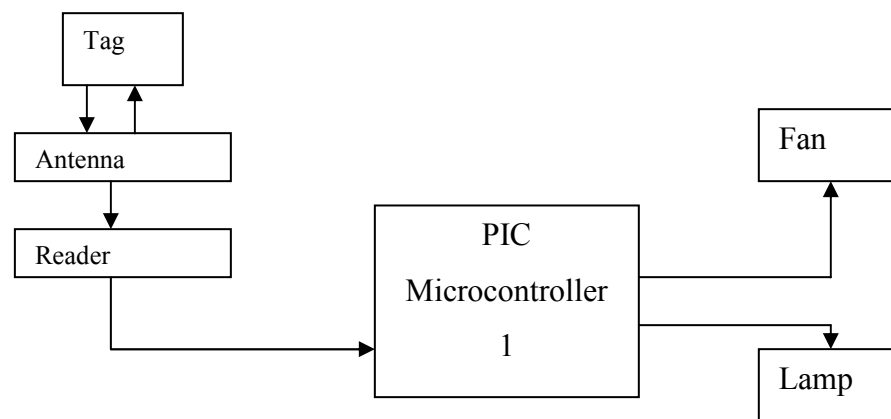 Tag
Antenna
Reader
PIC
Microcontroller
1
Fan
Lamp